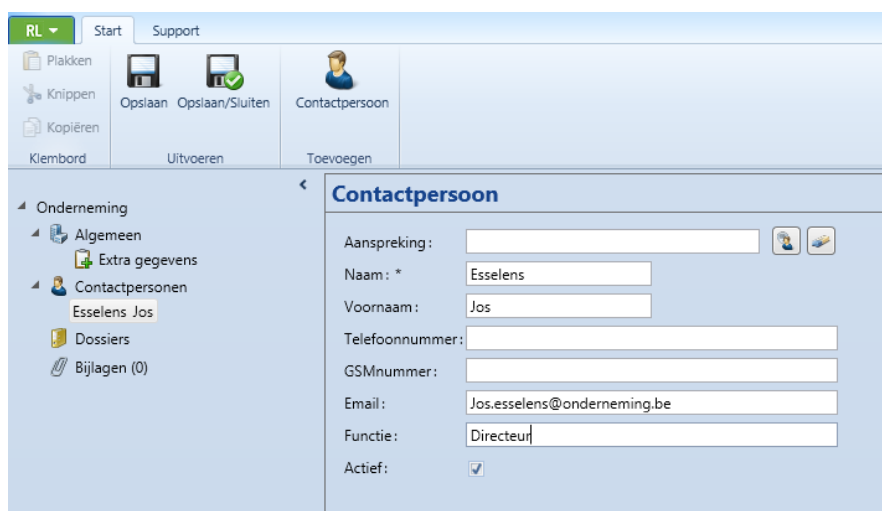 RL Start Support
Plakken
Knippen
Kopiëren
Opslaan Opslaan/Sluiten
Contactpersoon
Klembord Uitvoeren Toevoegen
Onderneming
Algemeen
Extra gegevens
Contactpersonen
Esselens Jos
Dossiers
Bijlagen (0)
Contactpersoon
Aanspreking:
Naam: * Esselens
Voornaam: Jos
Telefoonnummer:
GSMnummer:
Email: Jos.esselens@onderneming.be
Functie: Directeur
Actief: